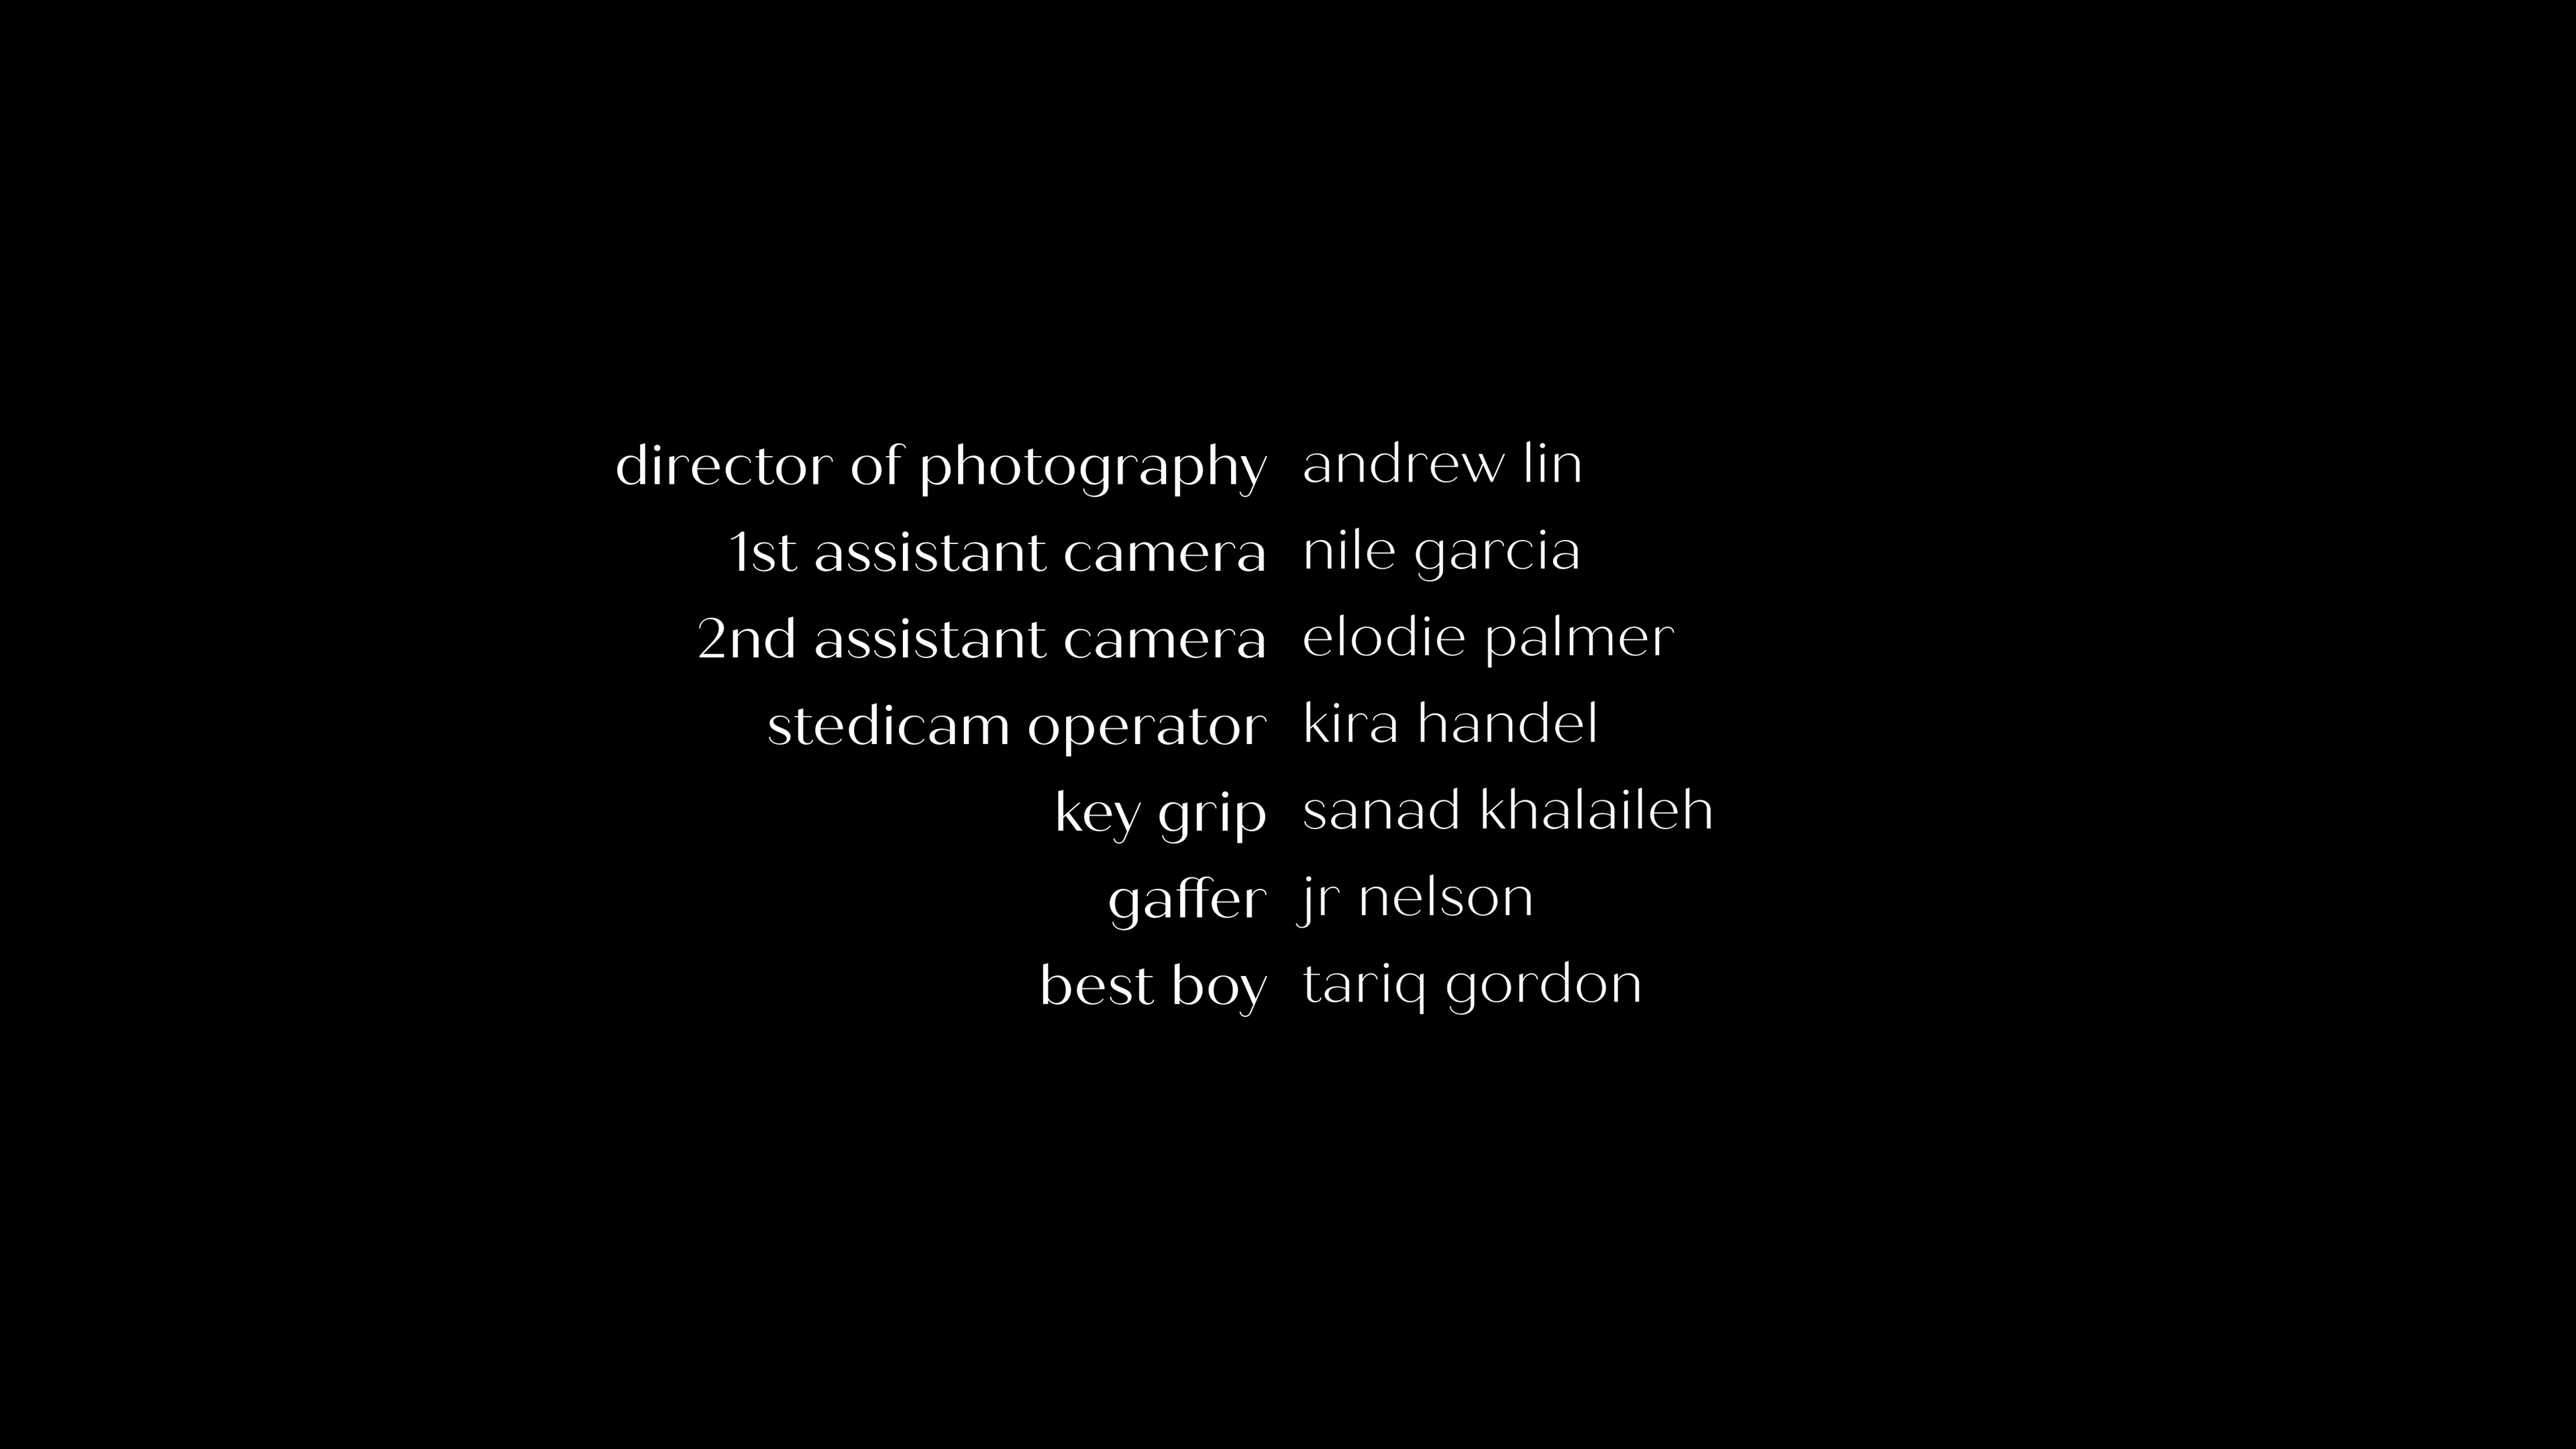 director of photography andrew lin
1st assistant camera nile garcia
2nd assistant camera elodie palmer
stedicam operator kira handel
key grip sanad khalaileh
gaffer jr nelson
best boy tariq gordon